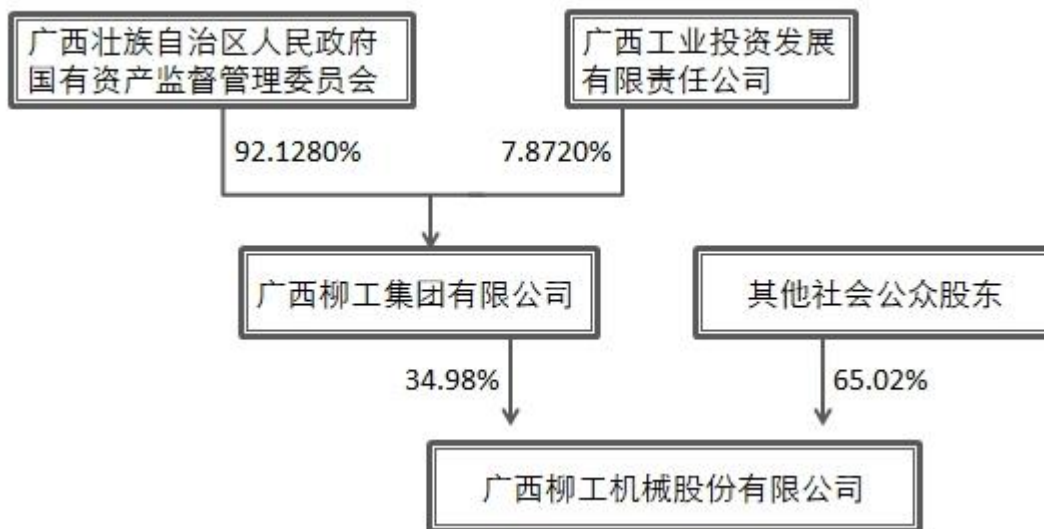 广西壮族自治区人民政府
国有资产监督管理委员会
广西工业投资发展
有限责任公司
92.1280%
7.8720%
广西柳工集团有限公司
其他社会公众股东
34.98%
65.02%
广西柳工机械股份有限公司